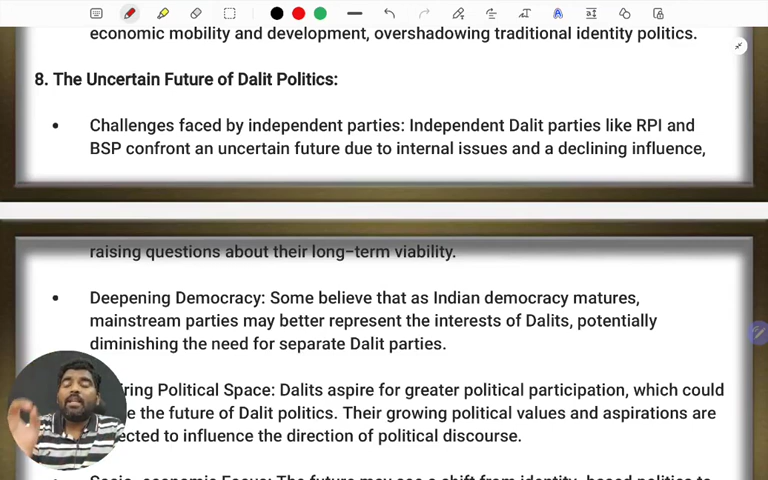 economic mobility and development, overshadowing traditional identity politics.
8. The Uncertain Future of Dalit Politics:
• Challenges faced by independent parties: Independent Dalit parties like RPI and
BSP confront an uncertain future due to internal issues and a declining influence,
raising questions about their long-term viability.
• Deepening Democracy: Some believe that as Indian democracy matures,
mainstream parties may better represent the interests of Dalits, potentially
diminishing the need for separate Dalit parties.
Political Space: Dalits aspire for greater political participation, which could
the future of Dalit politics. Their growing political values and aspirations are
to influence the direction of political discourse.